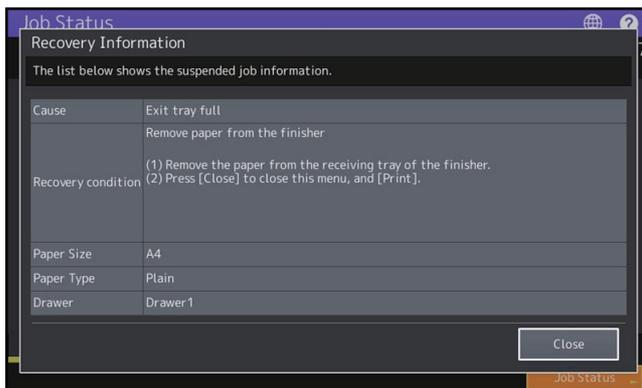 Job Status
Recovery Information
The list below shows the suspended job information.
Cause Exit tray full
Recovery condition Remove paper from the finisher
(1) Remove the paper from the receiving tray of the finisher.
(2) Press [Close] to close this menu, and [Print].
Paper Size A4
Paper Type Plain
Drawer Drawer1
Close
Job Status